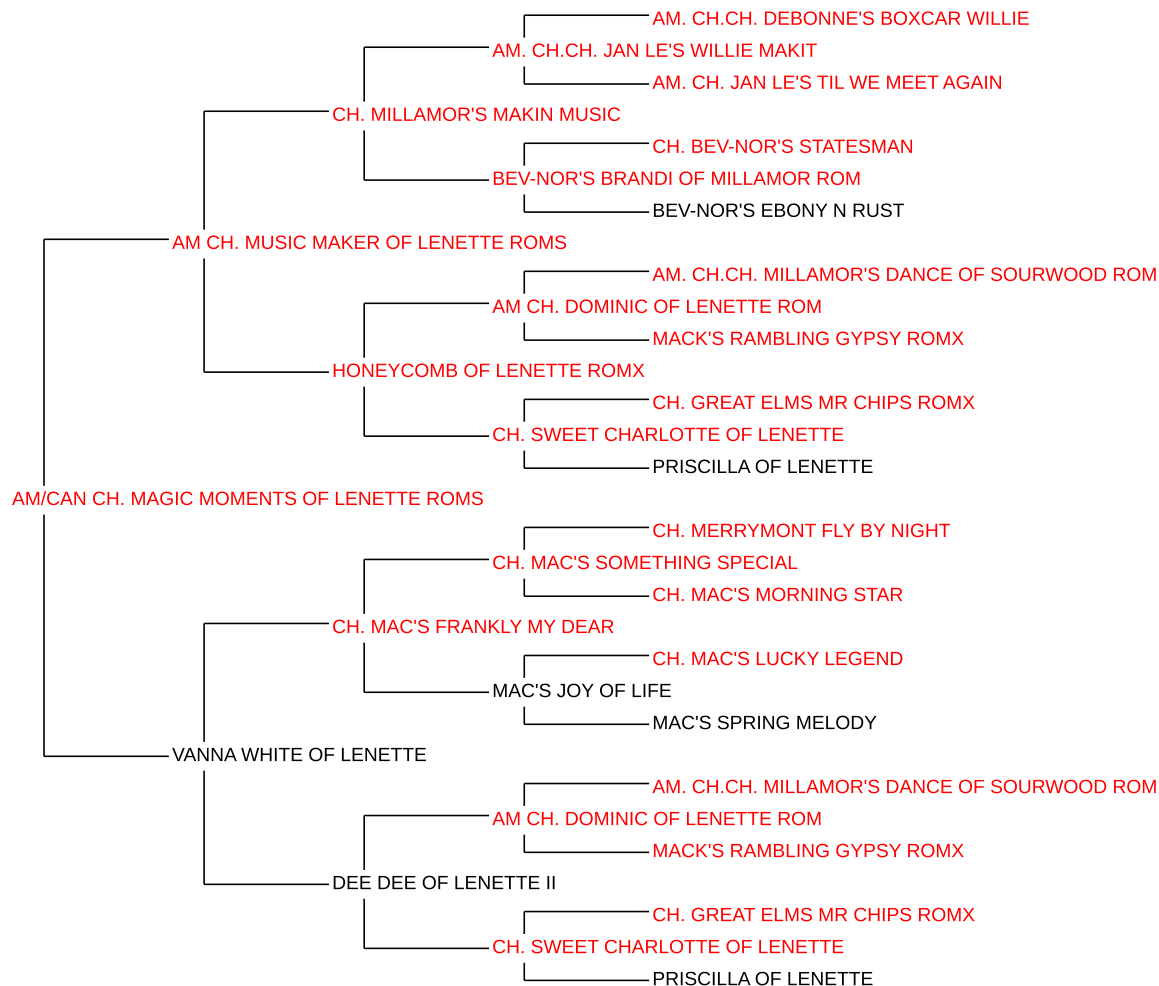 AM. CH.CH. DEBONNE'S BOXCAR WILLIE
AM. CH.CH. JAN LE'S WILLIE MAKIT
AM. CH. JAN LE'S TIL WE MEET AGAIN
CH. MILLAMOR'S MAKIN MUSIC
CH. BEV-NOR'S STATESMAN
BEV-NOR'S BRANDI OF MILLAMOR ROM
BEV-NOR'S EBONY N RUST
AM CH. MUSIC MAKER OF LENETTE ROMS
AM. CH.CH. MILLAMOR'S DANCE OF SOURWOOD ROM
AM CH. DOMINIC OF LENETTE ROM
MACK'S RAMBLING GYPSY ROMX
HONEYCOMB OF LENETTE ROMX
CH. GREAT ELMS MR CHIPS ROMX
CH. SWEET CHARLOTTE OF LENETTE
PRISCILLA OF LENETTE
AM/CAN CH. MAGIC MOMENTS OF LENETTE ROMS
CH. MERRYMONT FLY BY NIGHT
CH. MAC'S SOMETHING SPECIAL
CH. MAC'S MORNING STAR
CH. MAC'S FRANKLY MY DEAR
CH. MAC'S LUCKY LEGEND
MAC'S JOY OF LIFE
MAC'S SPRING MELODY
VANNA WHITE OF LENETTE
AM. CH.CH. MILLAMOR'S DANCE OF SOURWOOD ROM
AM CH. DOMINIC OF LENETTE ROM
MACK'S RAMBLING GYPSY ROMX
DEE DEE OF LENETTE II
CH. GREAT ELMS MR CHIPS ROMX
CH. SWEET CHARLOTTE OF LENETTE
PRISCILLA OF LENETTE